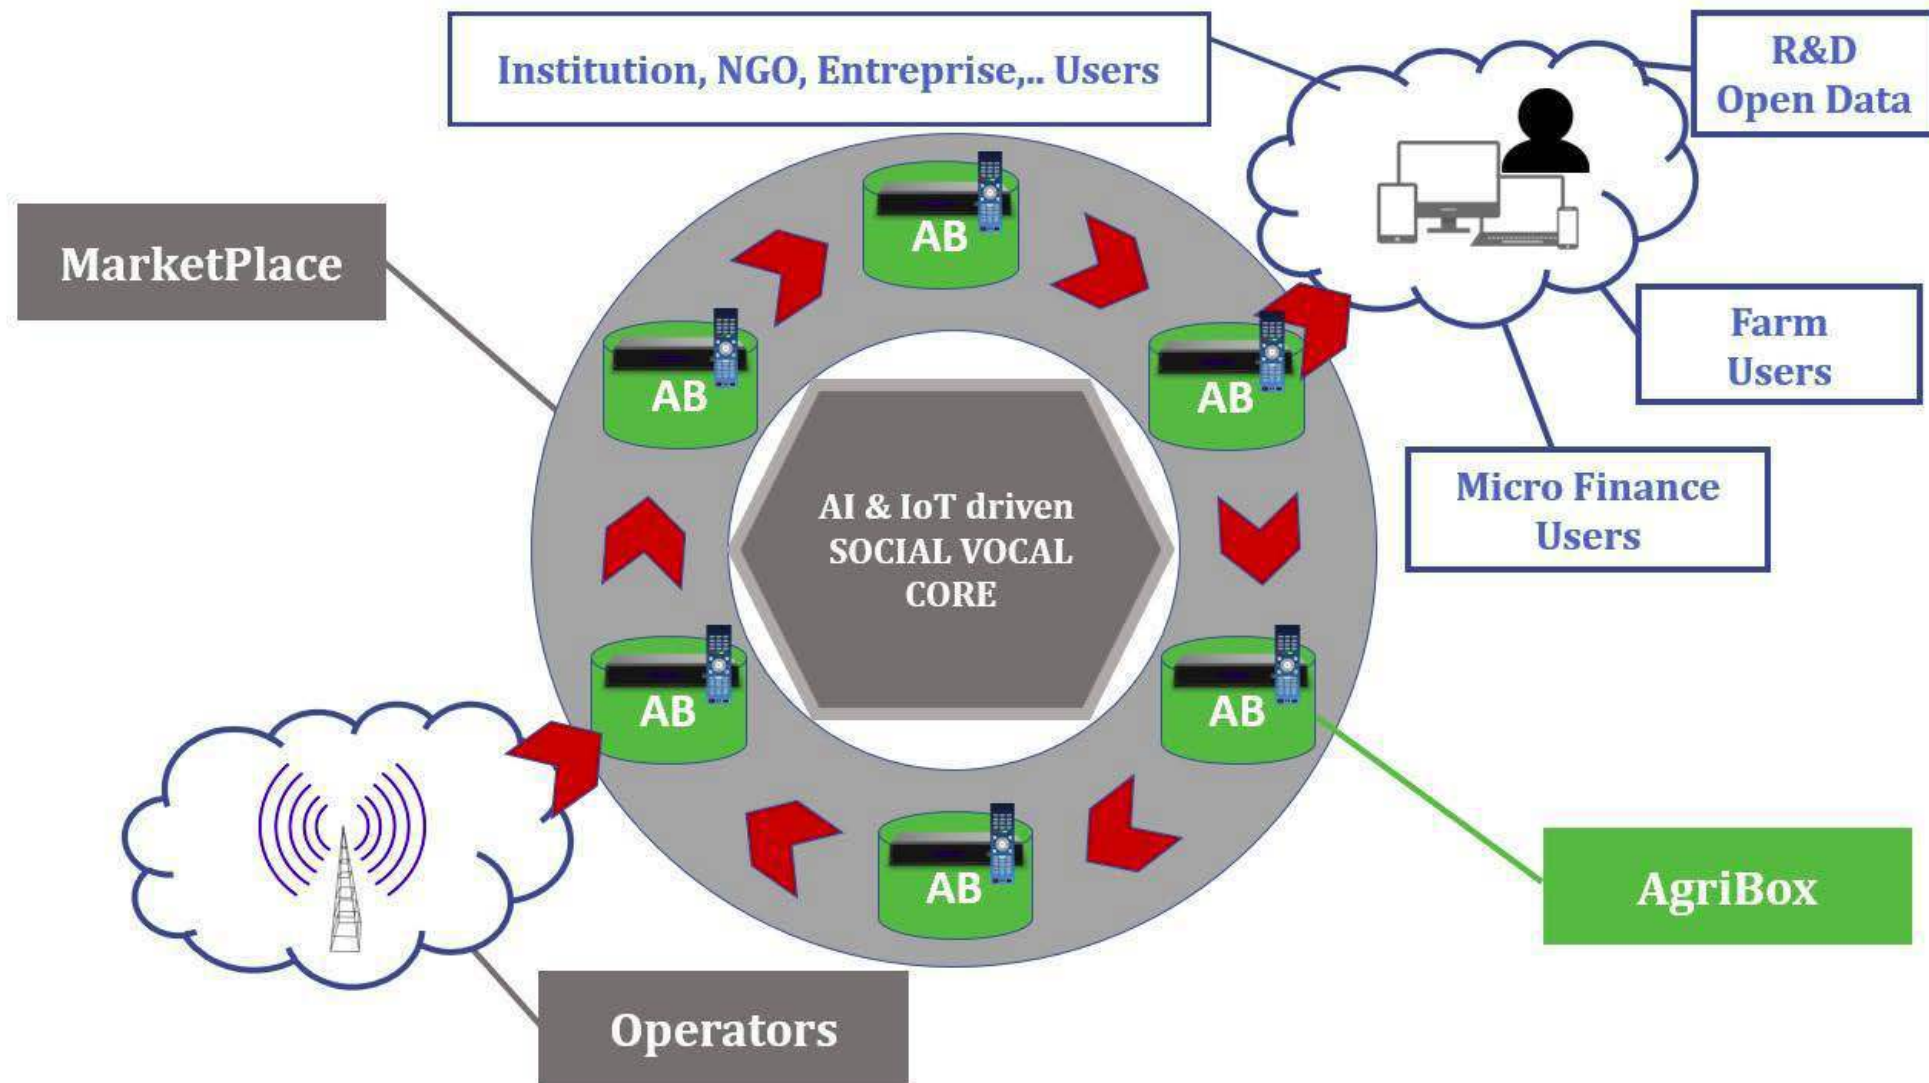 Institution, NGO, Entreprise,.. Users
R&D
Open Data
MarketPlace
AB
AB
AB
Farm
Users
Micro Finance
Users
AI & IoT driven
SOCIAL VOCAL
CORE
AB
AB
AB
AgriBox
Operators